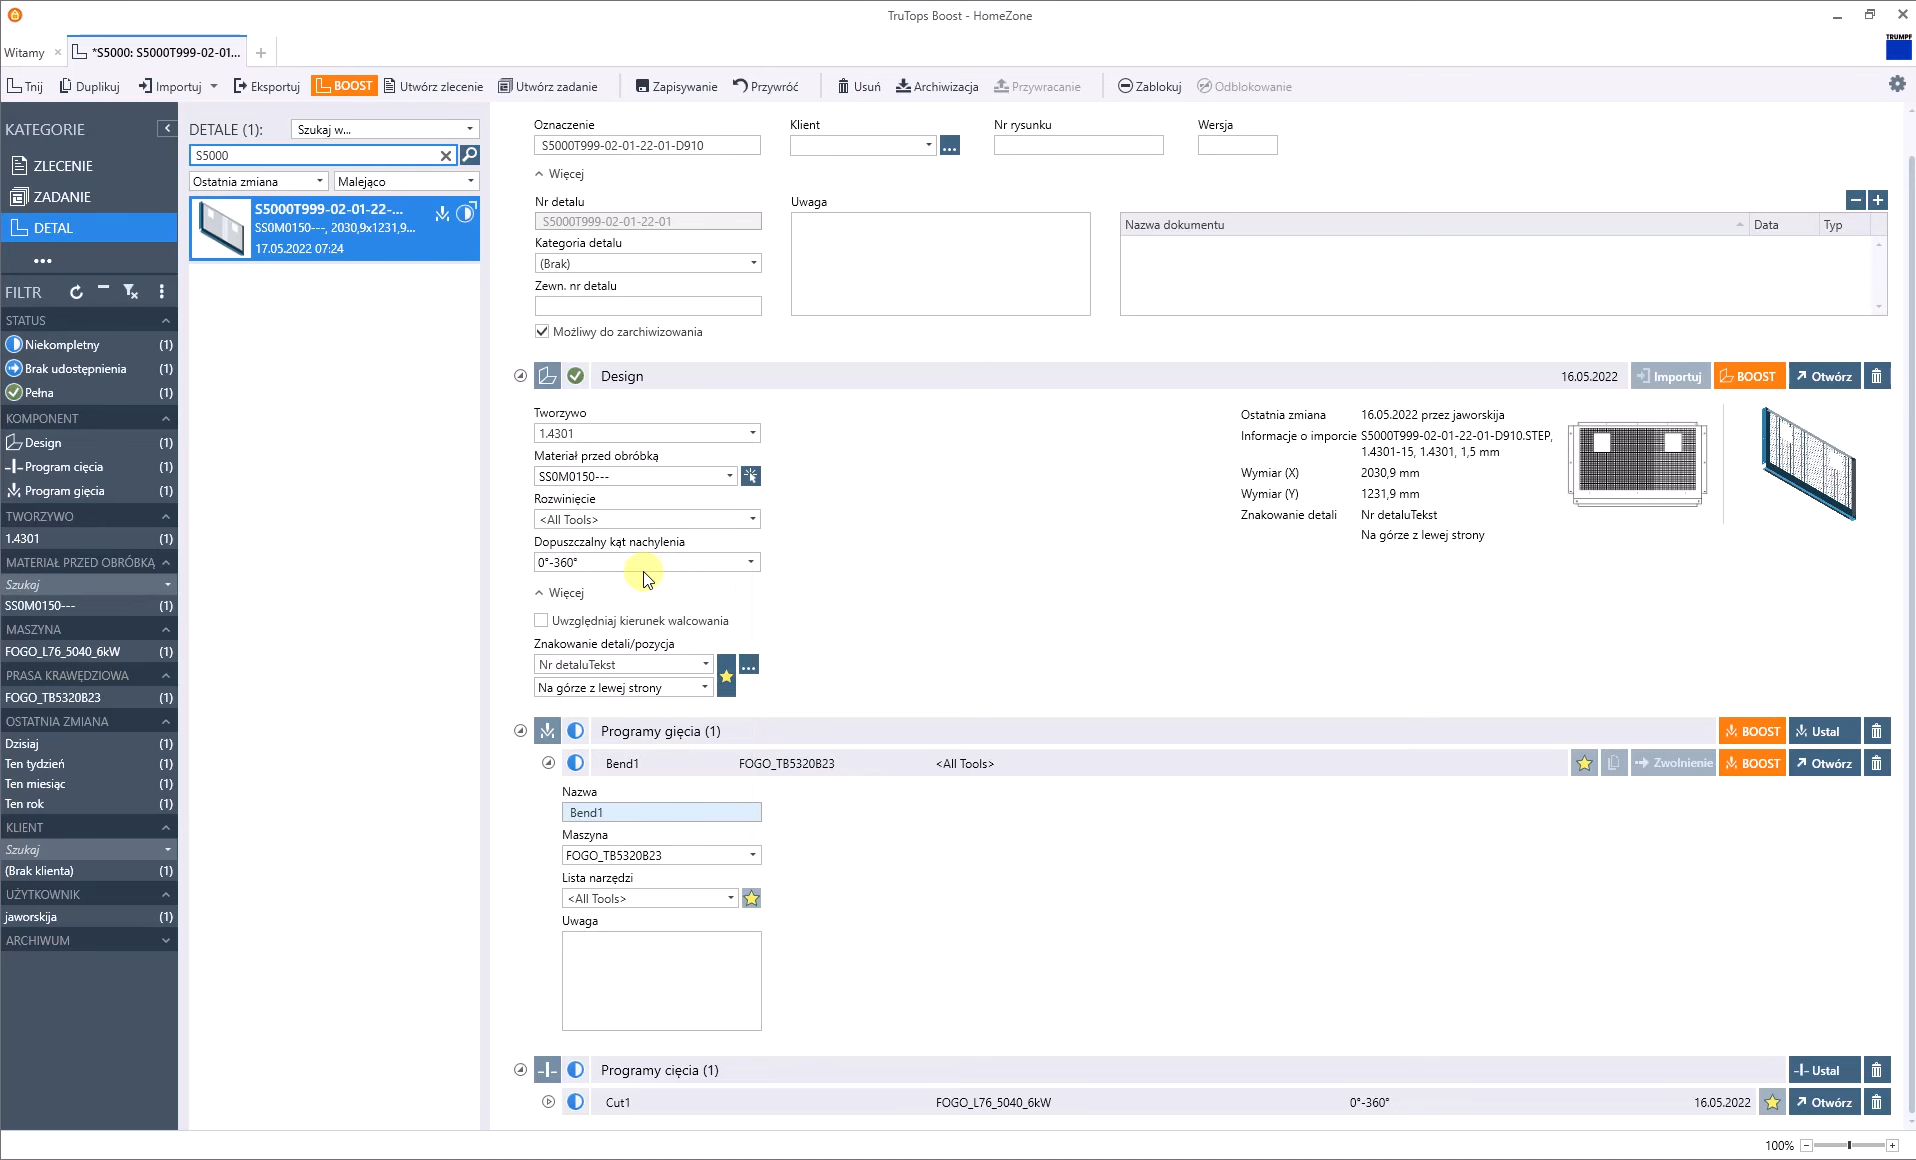 TruTops Boost - HomeZone
Witamy
*S5000: S5000T999-02-01...
TRUMPF
Tnij
Duplikuj
Importuj
Eksportuj
BOOST
Utwórz zlecenie
Utwórz zadanie
Zapisywanie
Przywróć
Usuń
Archiwizacja
Przywracanie
Zablokuj
Odblokowanie
KATEGORIE
ZLECENIE
ZADANIE
DETAL
FILTR
STATUS
Niekompletny (1)
Brak udostępnienia (1)
Pełna (1)
KOMPONENT
Design (1)
Program cięcia (1)
Program gięcia (1)
TWORZYWO
1.4301 (1)
MATERIAŁ PRZED OBRÓBKĄ
Szukaj
SS0M0150--- (1)
MASZYNA
FOGO_L76_5040_6kW (1)
PRASA KRAWĘDZIOWA
FOGO_TB5320B23 (1)
OSTATNIA ZMIANA
Dzisiaj (1)
Ten tydzień (1)
Ten miesiąc (1)
Ten rok (1)
KLIENT
Szukaj
(Brak klienta) (1)
UŻYTKOWNIK
jaworskija (1)
ARCHIWUM
DETALE (1):
Szukaj w...
S5000
Ostatnia zmiana
Malejąco
S5000T999-02-01-22-...
SS0M0150---, 2030,9x1231,9...
17.05.2022 07:24
Oznaczenie
S5000T999-02-01-22-01-D910
Klient
...
Nr rysunku
Wersja
Więcej
Nr detalu
S5000T999-02-01-22-01
Kategoria detalu
(Brak)
Zewn. nr detalu
Możliwy do zarchiwizowania
Uwaga
Nazwa dokumentu
Data
Typ
Design
16.05.2022
Importuj
BOOST
Otwórz
Tworzywo
1.4301
Materiał przed obróbką
SS0M0150---
Rozwinięcie
<All Tools>
Dopuszczalny kąt nachylenia
0°-360°
Więcej
Uwzględniaj kierunek walcowania
Znakowanie detali/pozycja
Nr detaluTekst
...
Na górze z lewej strony
Ostatnia zmiana 16.05.2022 przez jaworskija
Informacje o imporcie S5000T999-02-01-22-01-D910.STEP,
1.4301-15, 1.4301, 1,5 mm
Wymiar (X) 2030,9 mm
Wymiar (Y) 1231,9 mm
Znakowanie detali Nr detaluTekst
Na górze z lewej strony
Programy gięcia (1)
BOOST
Ustal
Bend1 FOGO_TB5320B23 <All Tools>
Zwolnienie
BOOST
Otwórz
Nazwa
Bend1
Maszyna
FOGO_TB5320B23
Lista narzędzi
<All Tools>
Uwaga
Programy cięcia (1)
Ustal
Cut1 FOGO_L76_5040_6kW 0°-360° 16.05.2022
Otwórz
100%